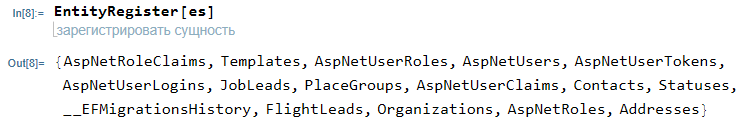 In[8]:= EntityRegister[es]
зарегистрировать сущность
Out[8]= {AspNetRoleClaims, Templates, AspNetUserRoles, AspNetUsers, AspNetUserTokens,
AspNetUserLogins, JobLeads, PlaceGroups, AspNetUserClaims, Contacts, Statuses,
__EFMigrationsHistory, FlightLeads, Organizations, AspNetRoles, Addresses}